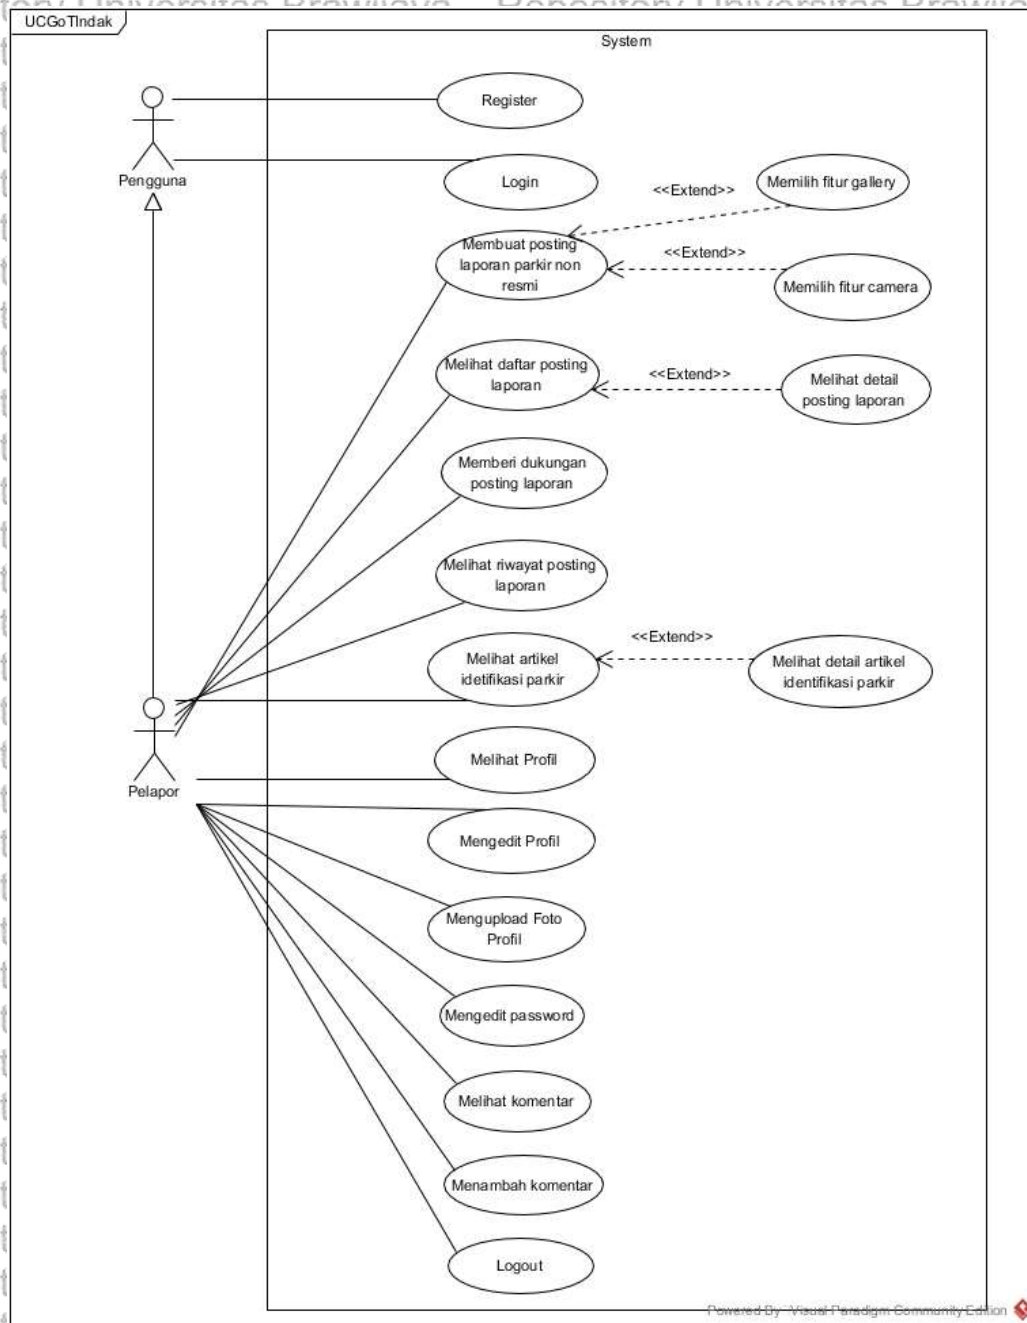 UCGoTIndak
System
Register
Pengguna
Login
<<Extend>>
Memilih fitur gallery
Membuat posting
laporan parkir non
resmi
<<Extend>>
Memilih fitur camera
Melihat daftar posting
laporan
<<Extend>>
Melihat detail
posting laporan
Memberi dukungan
posting laporan
Melihat riwayat posting
laporan
<<Extend>>
Melihat artikel
idetifikasi parkir
Melihat detail artikel
identifikasi parkir
Pelapor
Melihat Profil
Mengedit Profil
Mengupload Foto
Profil
Mengedit password
Melihat komentar
Menambah komentar
Logout
Powered By Visual Paradigm Community Edition